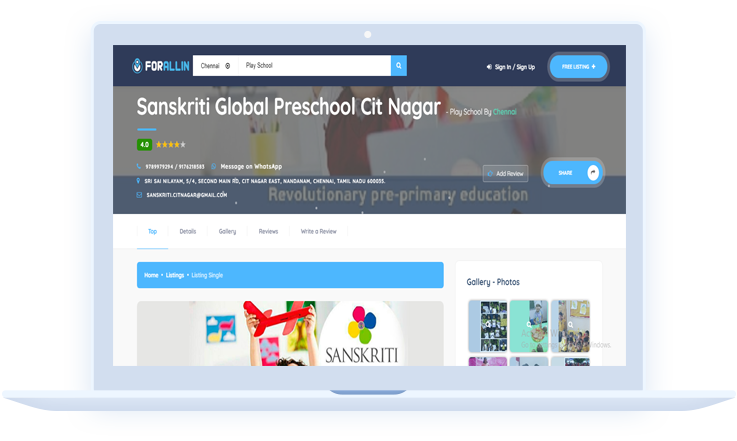 FORALLIN
Chennai
Play School
Sign In / Sign Up
FREE LISTING +
Sanskriti Global Preschool Cit Nagar - Play School By Chennai
4.0
9789979294 / 9176218585 Message on WhatsApp
SRI SAI NILAYAM, 5/4, SECOND MAIN RD, CIT NAGAR EAST, NANDANAM, CHENNAI, TAMIL NADU 600035.
SANSKRITI.CITNAGAR@GMAIL.COM
Add Review
SHARE
Revolutionary pre-primary education
Top Details Gallery Reviews Write a Review
Home • Listings • Listing Single
Gallery - Photos
SANSKRITI